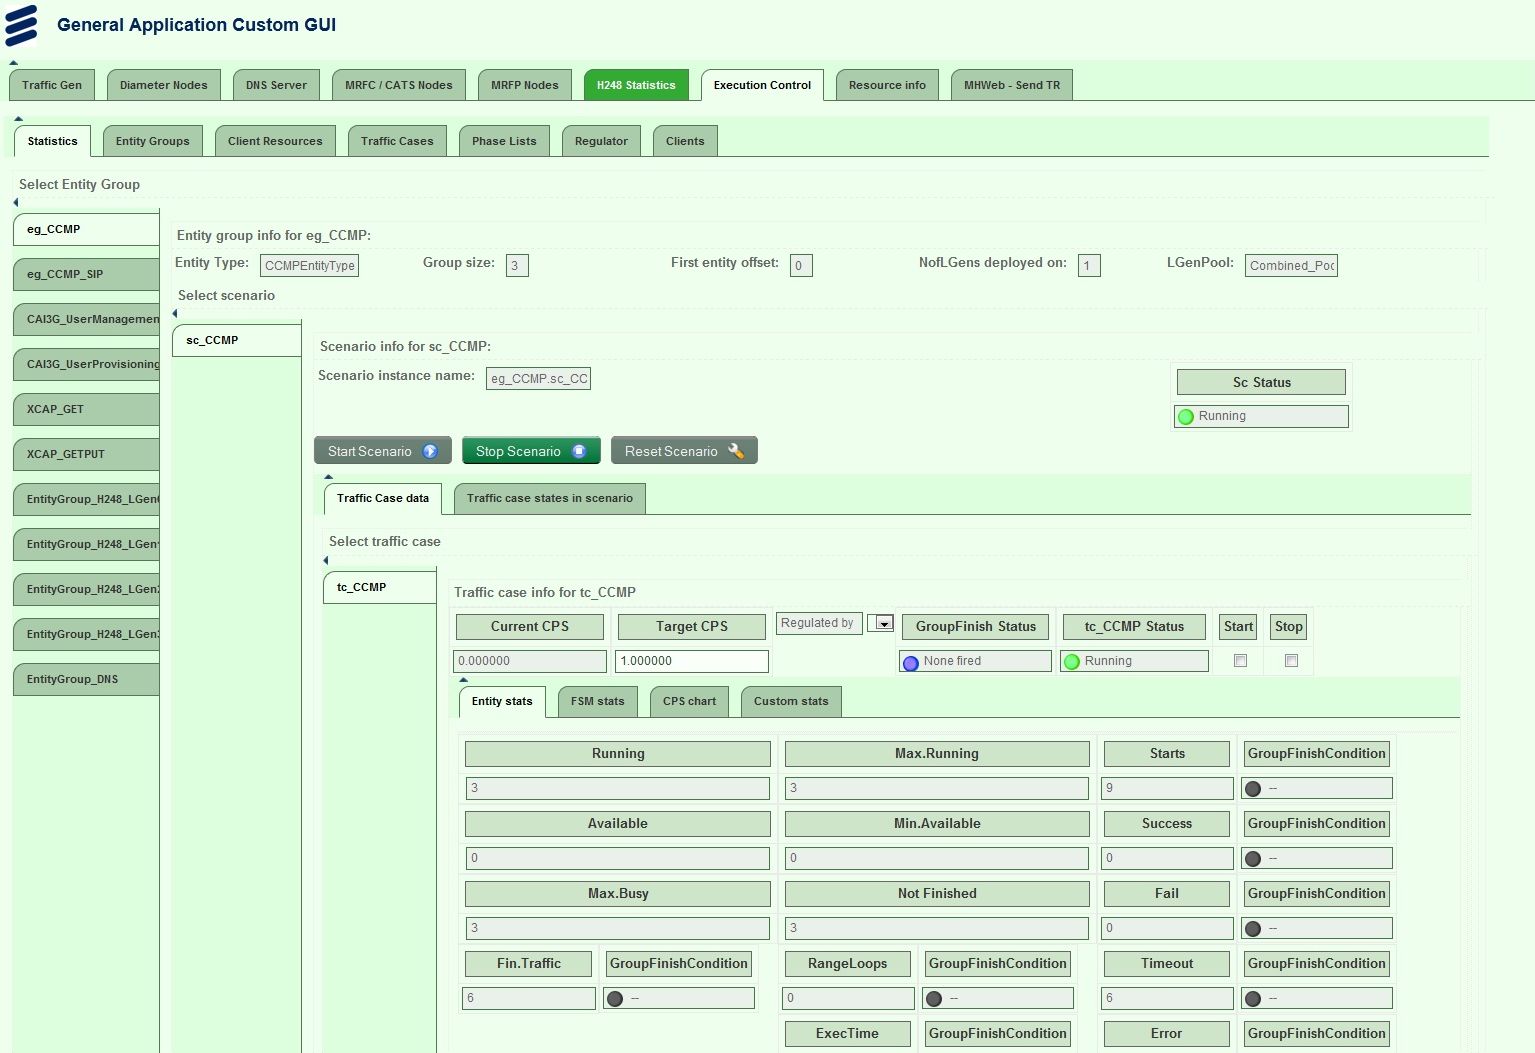 General Application Custom GUI
Traffic Gen Diameter Nodes DNS Server MRFC / CATS Nodes MRFP Nodes H248 Statistics Execution Control Resource info MHWeb - Send TR
Statistics Entity Groups Client Resources Traffic Cases Phase Lists Regulator Clients
Select Entity Group
eg_CCMP
eg_CCMP_SIP
CAI3G_UserManagemen
CAI3G_UserProvisioning
XCAP_GET
XCAP_GETPUT
EntityGroup_H248_LGen0
EntityGroup_H248_LGen1
EntityGroup_H248_LGen2
EntityGroup_H248_LGen3
EntityGroup_DNS
Entity group info for eg_CCMP:
Entity Type: CCMPEntityType Group size: 3 First entity offset: 0 NofLGens deployed on: 1 LGenPool: Combined_Poo
Select scenario
sc_CCMP
Scenario info for sc_CCMP:
Scenario instance name: eg_CCMP.sc_CC
Sc Status
Running
Start Scenario Stop Scenario Reset Scenario
Traffic Case data Traffic case states in scenario
Select traffic case
tc_CCMP
Traffic case info for tc_CCMP
Current CPS Target CPS Regulated by GroupFinish Status tc_CCMP Status Start Stop
0.000000 1.000000 None fired Running
Entity stats FSM stats CPS chart Custom stats
Running Max.Running Starts GroupFinishCondition
3 3 9 --
Available Min.Available Success GroupFinishCondition
0 0 0 --
Max.Busy Not Finished Fail GroupFinishCondition
3 3 0 --
Fin.Traffic GroupFinishCondition RangeLoops GroupFinishCondition Timeout GroupFinishCondition
6 -- 0 -- 6 --
ExecTime GroupFinishCondition Error GroupFinishCondition